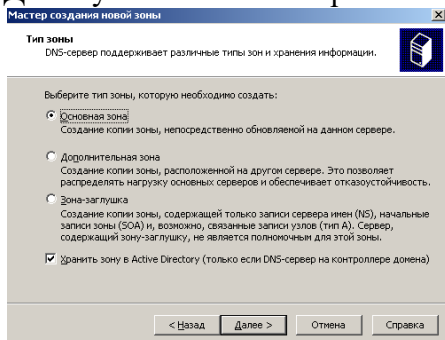 Мастер создания новой зоны
Тип зоны
DNS-сервер поддерживает различные типы зон и хранения информации.
Выберите тип зоны, которую необходимо создать:
Основная зона
Создание копии зоны, непосредственно обновляемой на данном сервере.
Дополнительная зона
Создание копии зоны, расположенной на другом сервере. Это позволяет
распределять нагрузку основных серверов и обеспечивает отказоустойчивость.
Зона-заглушка
Создание копии зоны, содержащей только записи сервера имен (NS), начальные
записи зоны (SOA) и, возможно, связанные записи узлов (тип A). Сервер,
содержащий зону-заглушку, не является полномочным для этой зоны.
Хранить зону в Active Directory (только если DNS-сервер на контроллере домена)
< Назад Далее > Отмена Справка